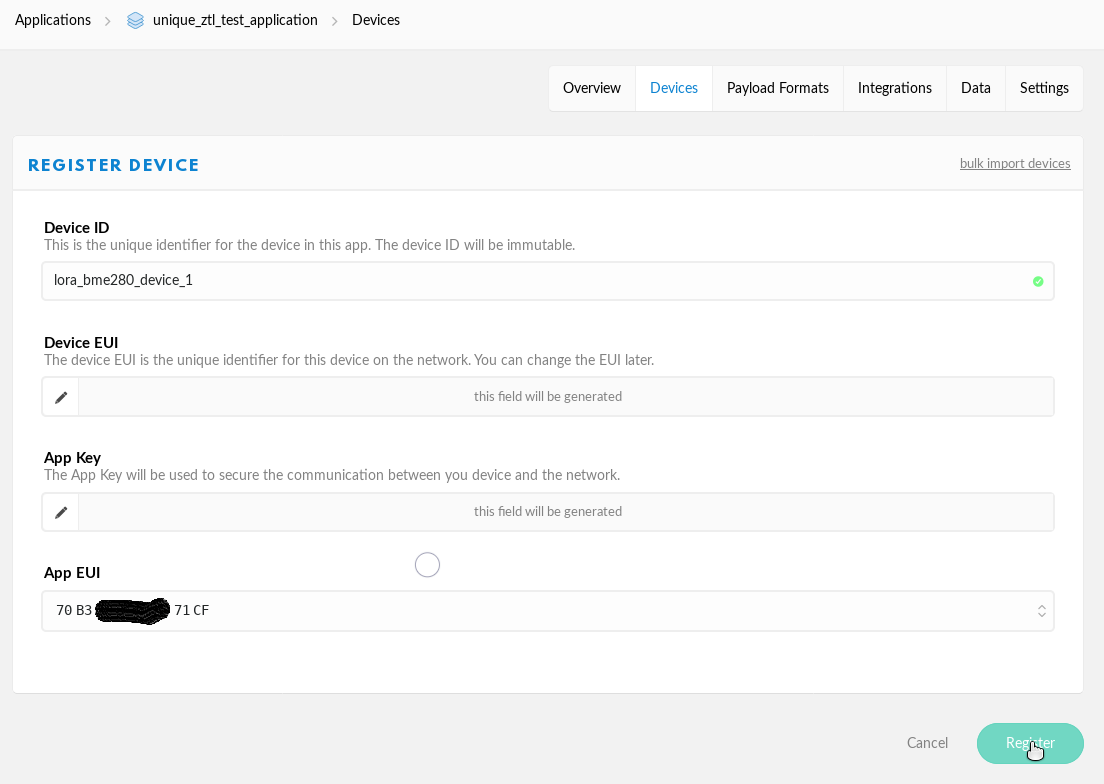 Applications > unique_ztl_test_application > Devices
Overview Devices Payload Formats Integrations Data Settings
REGISTER DEVICE
bulk import devices
Device ID
This is the unique identifier for the device in this app. The device ID will be immutable.
lora_bme280_device_1
Device EUI
The device EUI is the unique identifier for this device on the network. You can change the EUI later.
this field will be generated
App Key
The App Key will be used to secure the communication between you device and the network.
this field will be generated
App EUI
70 B3 71 CF
Cancel Register